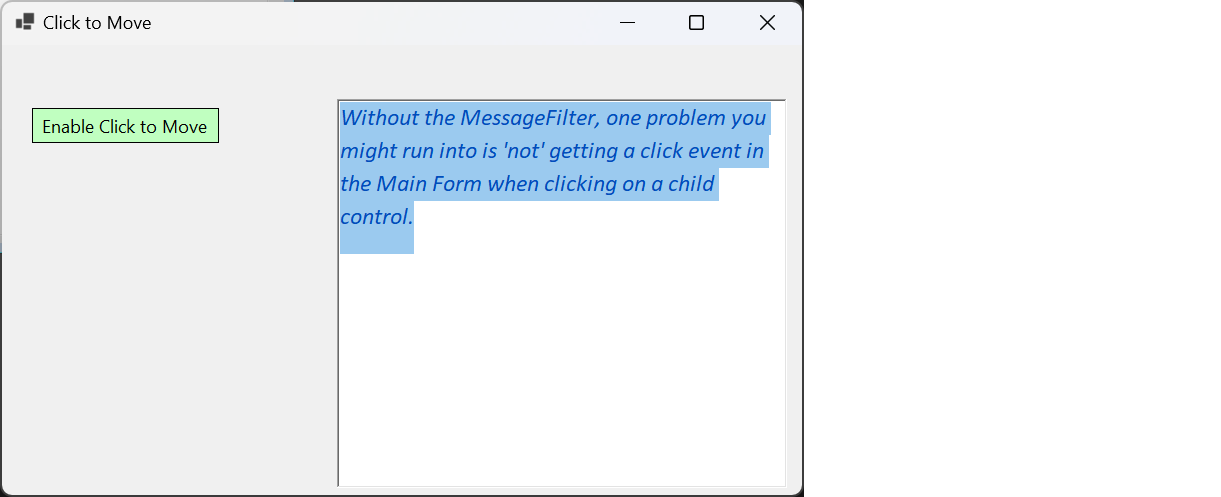 Click to Move
Enable Click to Move
Without the MessageFilter, one problem you
might run into is 'not' getting a click event in
the Main Form when clicking on a child
control.